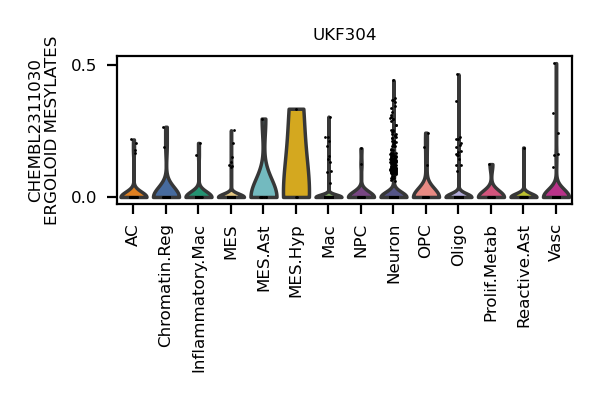 UKF304
CHEMBL2311030
ERGOLOID MESYLATES
0.5
0.0
AC
Chromatin.Reg
Inflammatory.Mac
MES
MES.Ast
MES.Hyp
Mac
NPC
Neuron
OPC
Oligo
Prolif.Metab
Reactive.Ast
Vasc